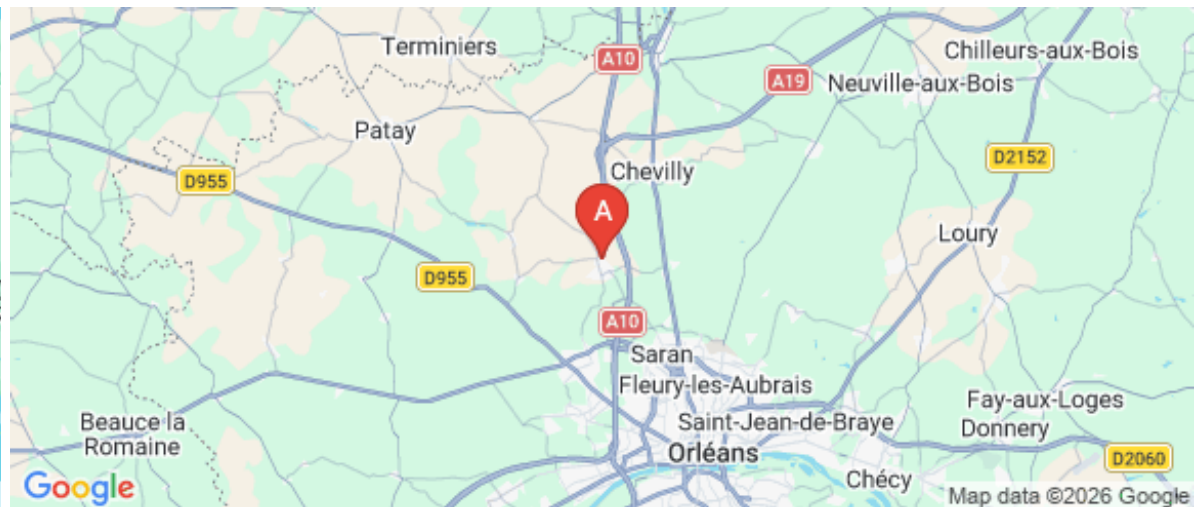 Terminiers
A10
Chilleurs-aux-Bois
A19
Neuville-aux-Bois
Patay
D2152
Chevilly
D955
A
Loury
D955
A10
Saran
Fleury-les-Aubrais
Fay-aux-Loges
Beauce la
Romaine
Saint-Jean-de-Braye
Donnery
Orléans
D2060
Chécy
Google
Map data ©2026 Google